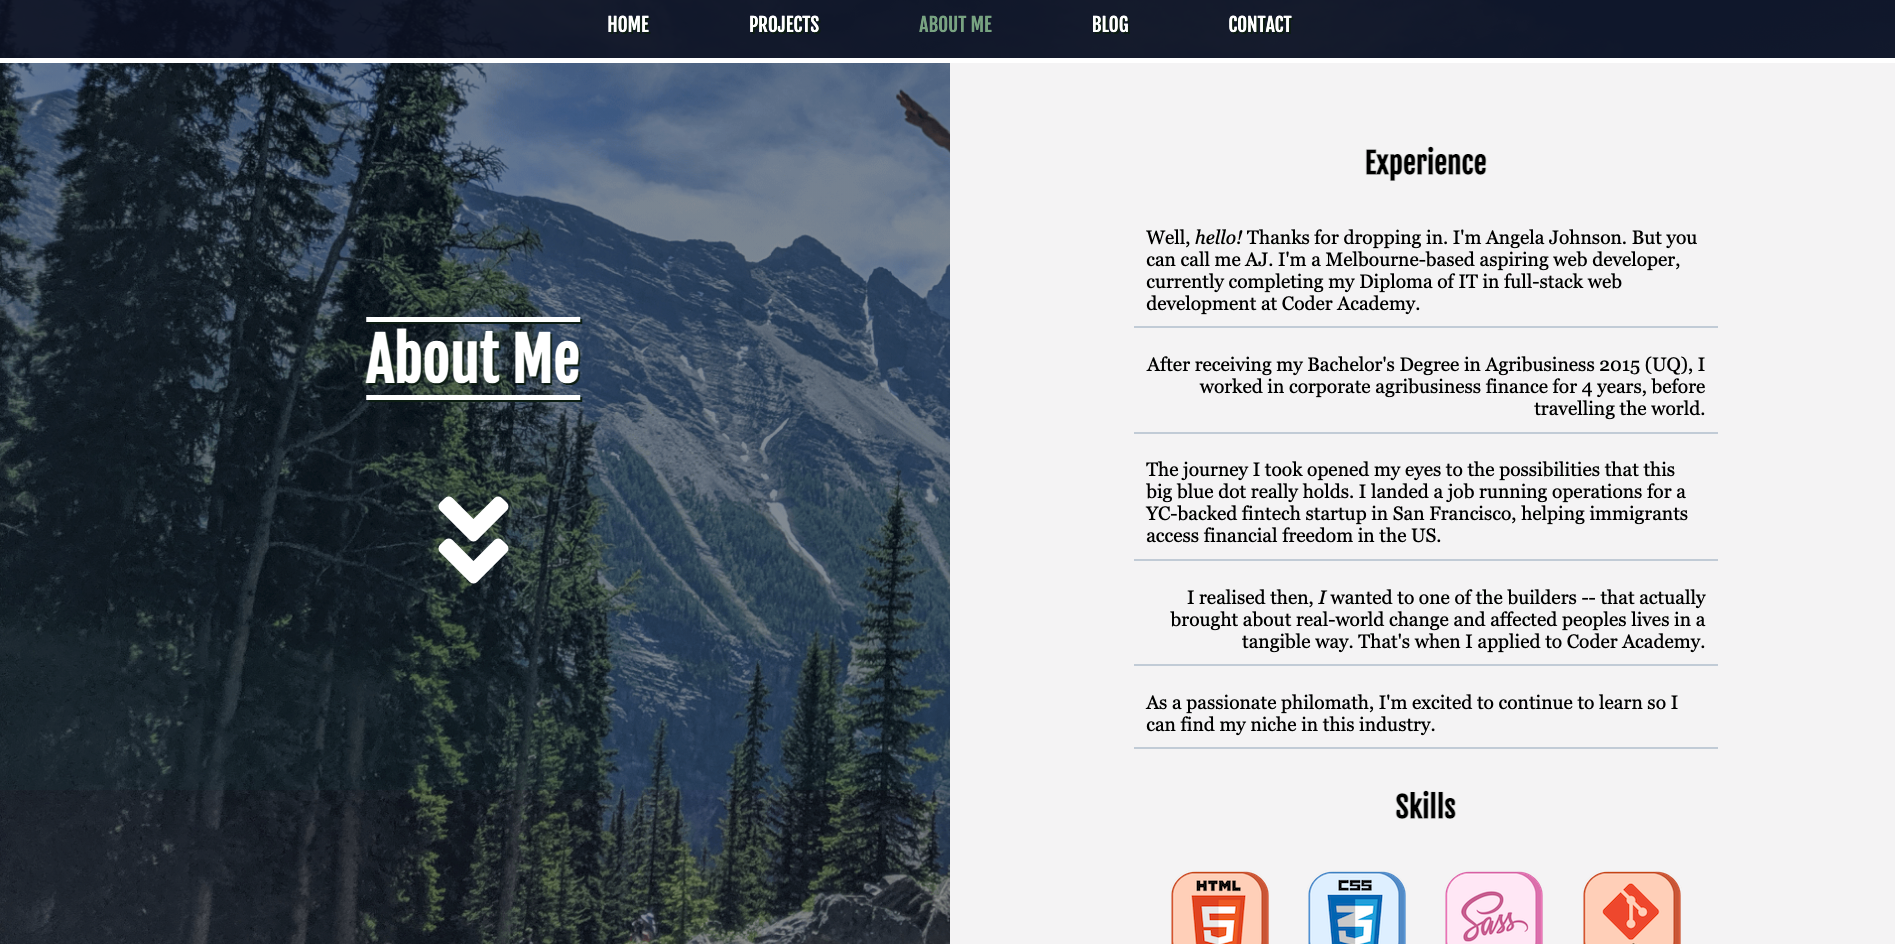 HOME PROJECTS ABOUT ME BLOG CONTACT
About Me
Experience
Well, hello! Thanks for dropping in. I'm Angela Johnson. But you
can call me AJ. I'm a Melbourne-based aspiring web developer,
currently completing my Diploma of IT in full-stack web
development at Coder Academy.
After receiving my Bachelor's Degree in Agribusiness 2015 (UQ), I
worked in corporate agribusiness finance for 4 years, before
travelling the world.
The journey I took opened my eyes to the possibilities that this
big blue dot really holds. I landed a job running operations for a
YC-backed fintech startup in San Francisco, helping immigrants
access financial freedom in the US.
I realised then, I wanted to one of the builders -- that actually
brought about real-world change and affected peoples lives in a
tangible way. That's when I applied to Coder Academy.
As a passionate philomath, I'm excited to continue to learn so I
can find my niche in this industry.
Skills
HTML CSS Sass